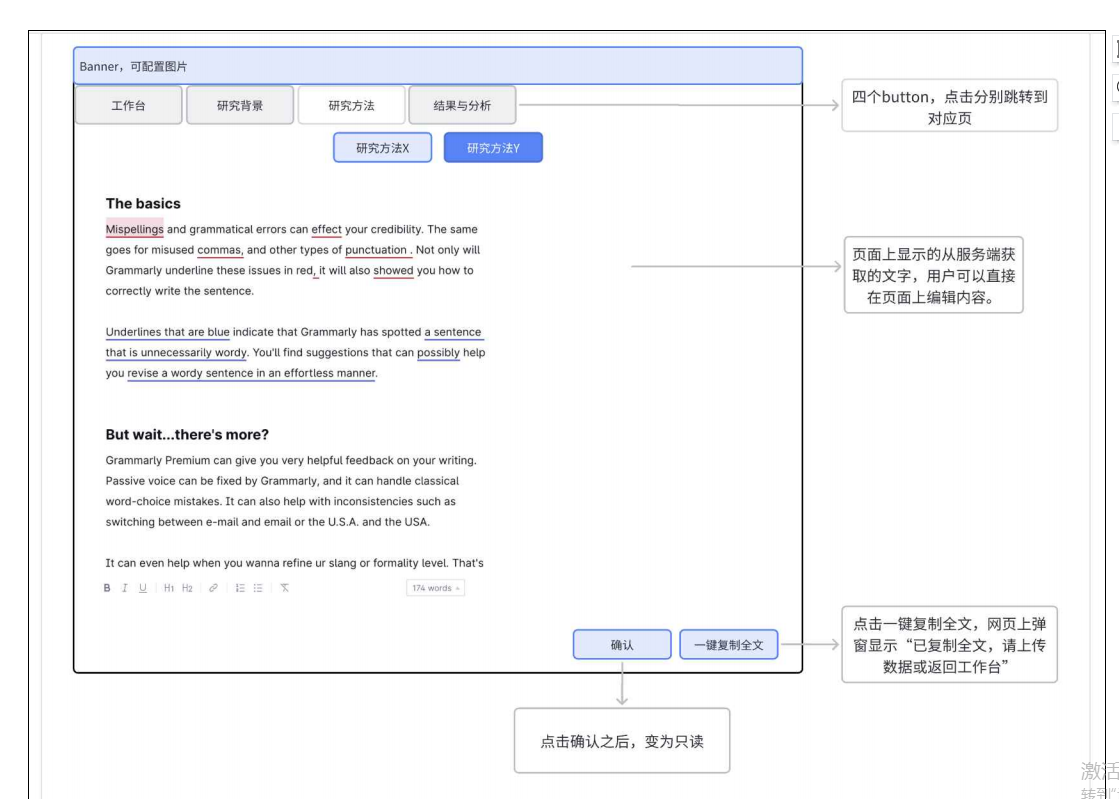 Banner，可配置图片
工作台
研究背景
研究方法
结果与分析
四个button，点击分别跳转到
对应页
研究方法X
研究方法Y
The basics
Mispellings and grammatical errors can effect your credibility. The same
goes for misused commas, and other types of punctuation . Not only will
Grammarly underline these issues in red, it will also showed you how to
correctly write the sentence.
页面上显示的从服务端获
取的文字，用户可以直接
在页面上编辑内容。
Underlines that are blue indicate that Grammarly has spotted a sentence
that is unnecessarily wordy. You'll find suggestions that can possibly help
you revise a wordy sentence in an effortless manner.
But wait...there's more?
Grammarly Premium can give you very helpful feedback on your writing.
Passive voice can be fixed by Grammarly, and it can handle classical
word-choice mistakes. It can also help with inconsistencies such as
switching between e-mail and email or the U.S.A. and the USA.
It can even help when you wanna refine ur slang or formality level. That's
B I U H1 H2
174 words
确认
一键复制全文
点击一键复制全文，网页上弹
窗显示“已复制全文，请上传
数据或返回工作台”
点击确认之后，变为只读
激活
转到“